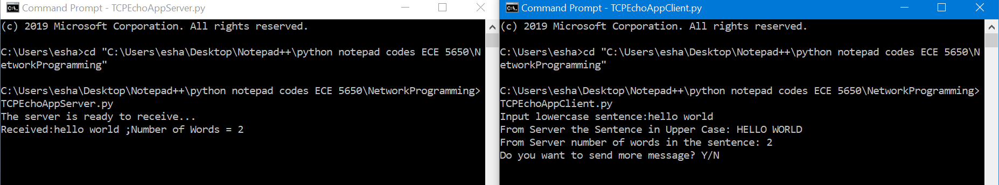 Command Prompt - TCPEchoAppServer.py
(c) 2019 Microsoft Corporation. All rights reserved.
C:\Users\esha>cd "C:\Users\esha\Desktop\Notepad++\python notepad codes ECE 5650\N
etworkProgramming"
C:\Users\esha\Desktop\Notepad++\python notepad codes ECE 5650\NetworkProgramming>
TCPEchoAppServer.py
The server is ready to receive...
Received:hello world ;Number of Words = 2
Command Prompt - TCPEchoAppClient.py
(c) 2019 Microsoft Corporation. All rights reserved.
C:\Users\esha>cd "C:\Users\esha\Desktop\Notepad++\python notepad codes ECE 5650\N
etworkProgramming"
C:\Users\esha\Desktop\Notepad++\python notepad codes ECE 5650\NetworkProgramming>
TCPEchoAppClient.py
Input lowercase sentence:hello world
From Server the Sentence in Upper Case: HELLO WORLD
From Server number of words in the sentence: 2
Do you want to send more message? Y/N